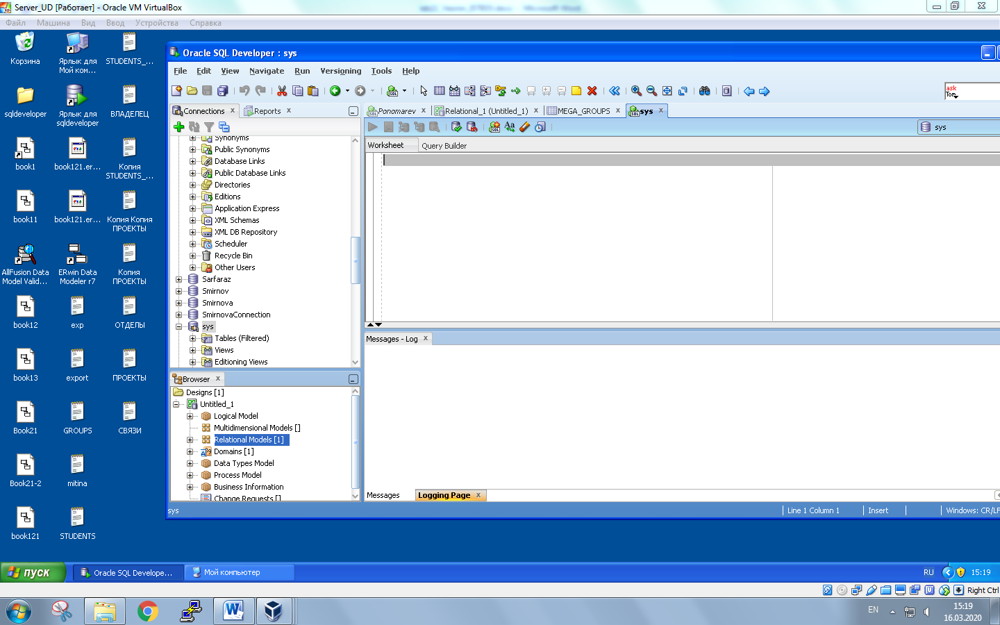 Server_UD [Работает] - Oracle VM VirtualBox
Файл Машина Вид Ввод Устройства Справка
Корзина
Ярлык для
Мой ком...
STUDENTS_...
sqldeveloper
Ярлык для
sqldeveloper
ВЛАДЕЛЕЦ
book1
book121.er...
Копия
STUDENTS_...
book11
book121.er...
Копия Копия
ПРОЕКТЫ
AllFusion Data
Model Valid...
ERwin Data
Modeler r7
Копия
ПРОЕКТЫ
book12
exp
ОТДЕЛЫ
book13
export
ПРОЕКТЫ
Book21
GROUPS
СВЯЗИ
Book21-2
mitina
book121
STUDENTS
Oracle SQL Developer : sys
File Edit View Navigate Run Versioning Tools Help
SQL
ask
Tom
Connections
Reports
Synonyms
Public Synonyms
Database Links
Public Database Links
Directories
Editions
Application Express
XML Schemas
XML DB Repository
Scheduler
Recycle Bin
Other Users
Sarfaraz
Smirnov
Smirnova
SmirnovaConnection
sys
Tables (Filtered)
Views
Editioning Views
Browser
Designs [1]
Untitled_1
Logical Model
Multidimensional Models []
Relational Models [1]
Domains [1]
Data Types Model
Process Model
Business Information
Change Requests []
Ponomarev
Relational_1 (Untitled_1)
MEGA_GROUPS
sys
sys
Worksheet
Query Builder
Messages - Log
Messages
Logging Page
sys
Line 1 Column 1
Insert
Windows: CR/LF
пуск
Oracle SQL Develope...
Мой компьютер
RU
15:19
Right Ctrl
EN
15:19
16.03.2020